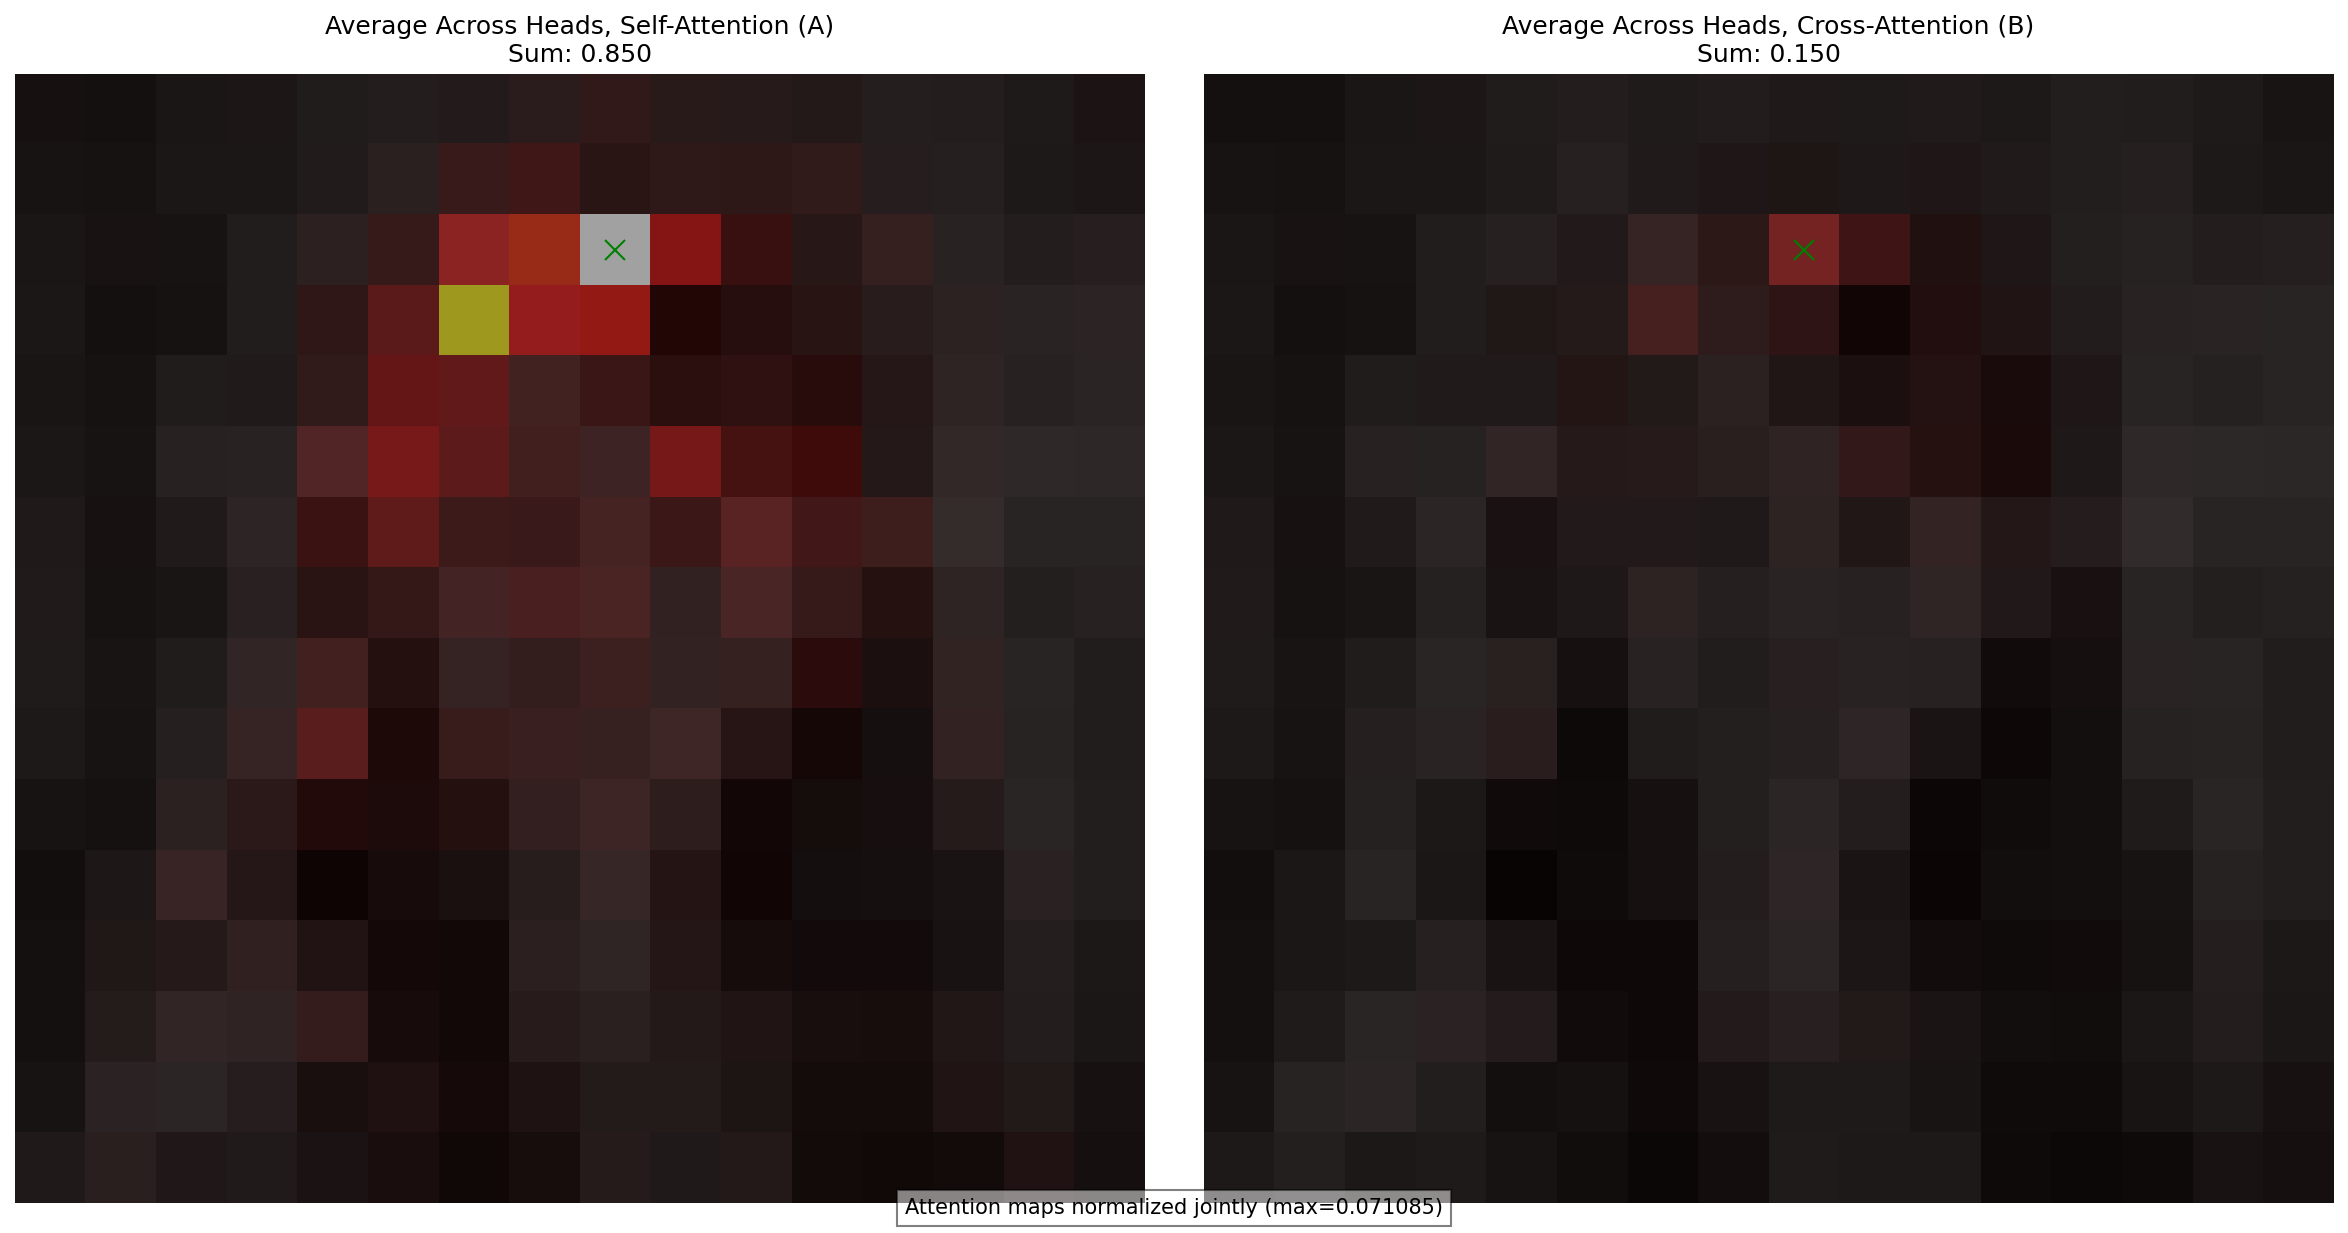 Average Across Heads, Self-Attention (A)
Sum: 0.850
Average Across Heads, Cross-Attention (B)
Sum: 0.150
Attention maps normalized jointly (max=0.071085)